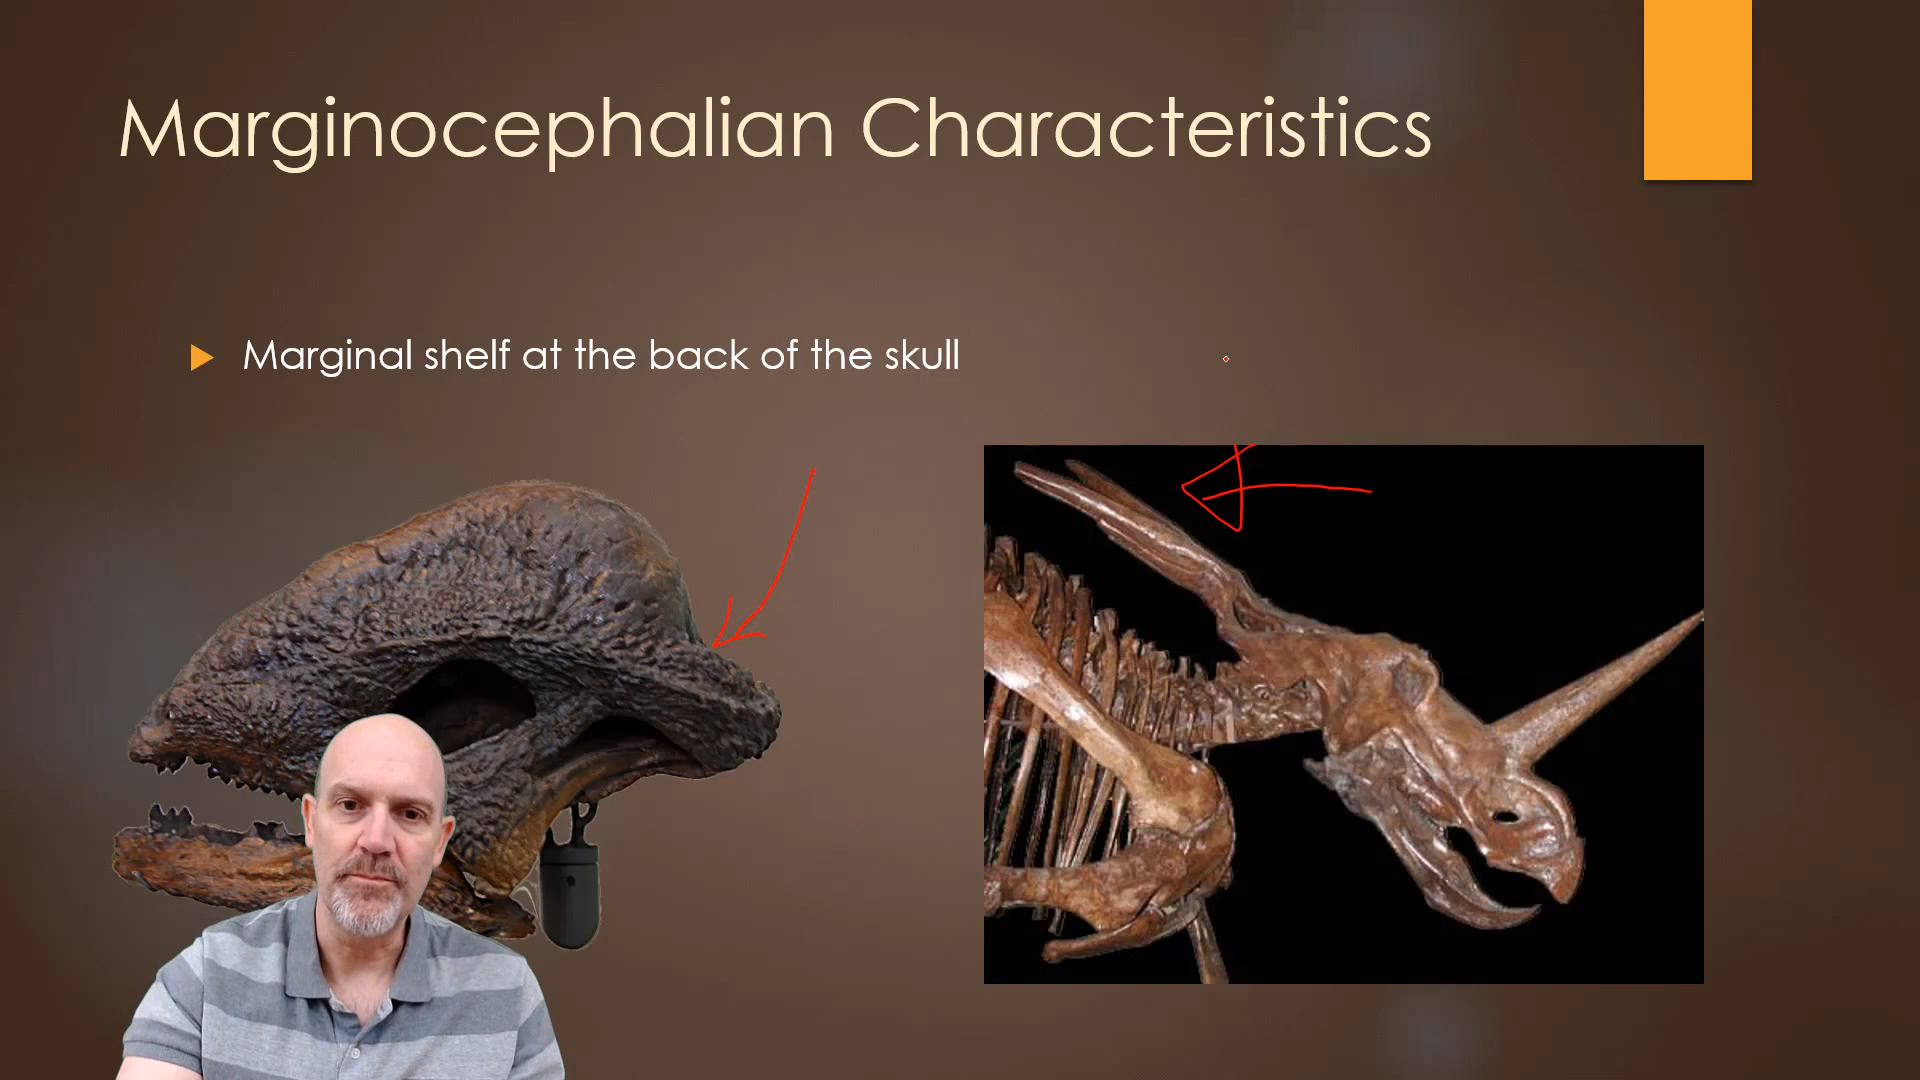 Marginocephalian Characteristics
Marginal shelf at the back of the skull